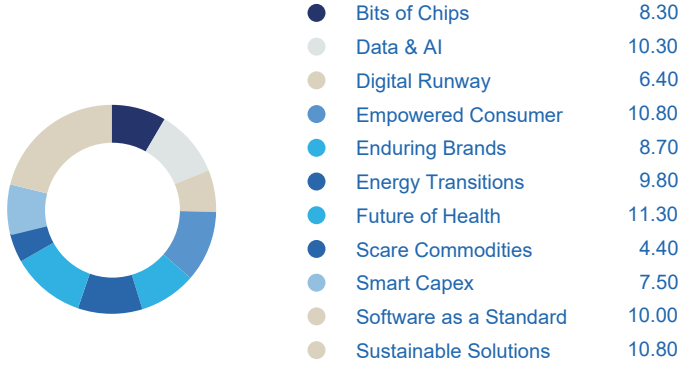 Bits of Chips 8.30
Data & AI 10.30
Digital Runway 6.40
Empowered Consumer 10.80
Enduring Brands 8.70
Energy Transitions 9.80
Future of Health 11.30
Scare Commodities 4.40
Smart Capex 7.50
Software as a Standard 10.00
Sustainable Solutions 10.80